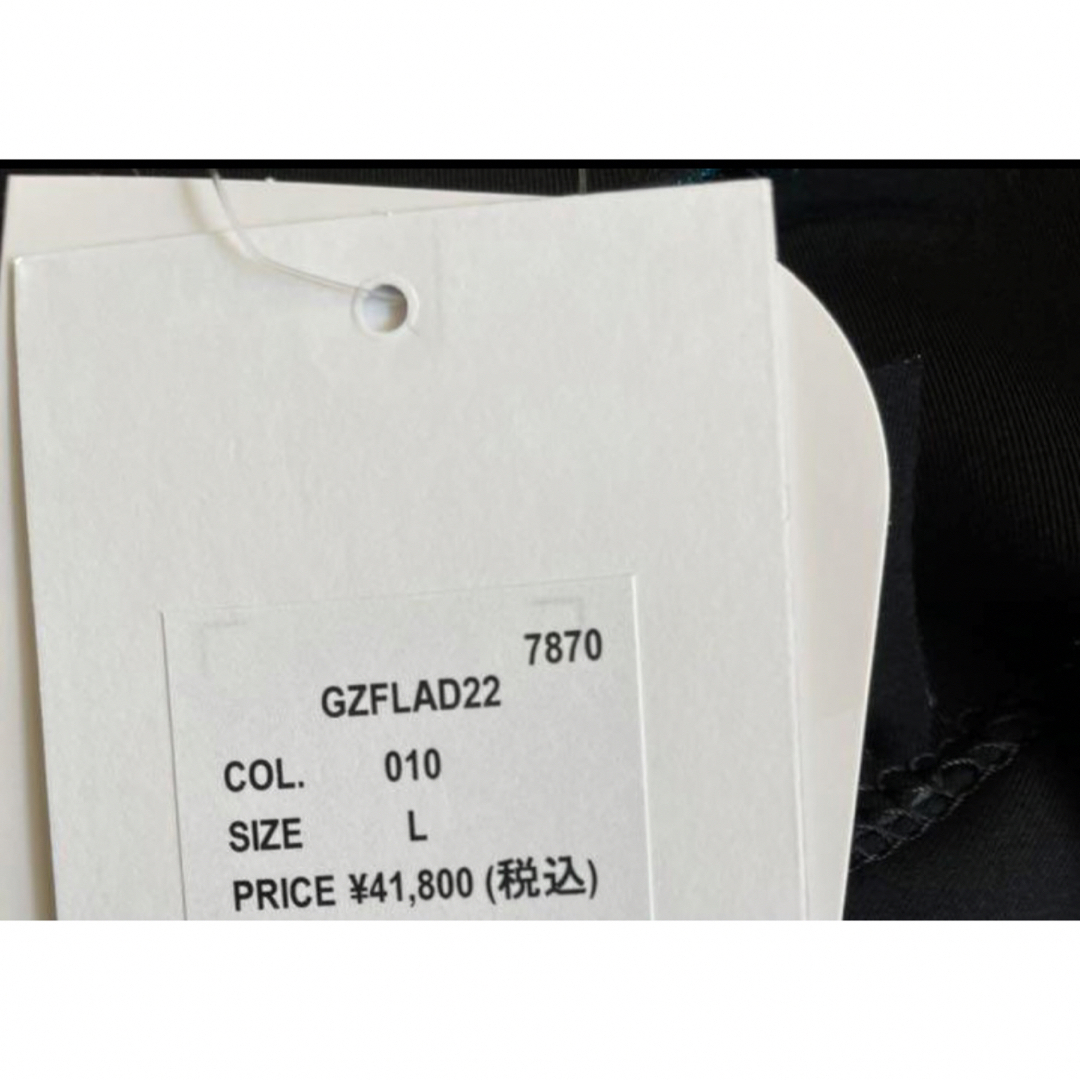 7870
GZFLAD22
COL. 010
SIZE L
PRICE ¥41,800 (税込)